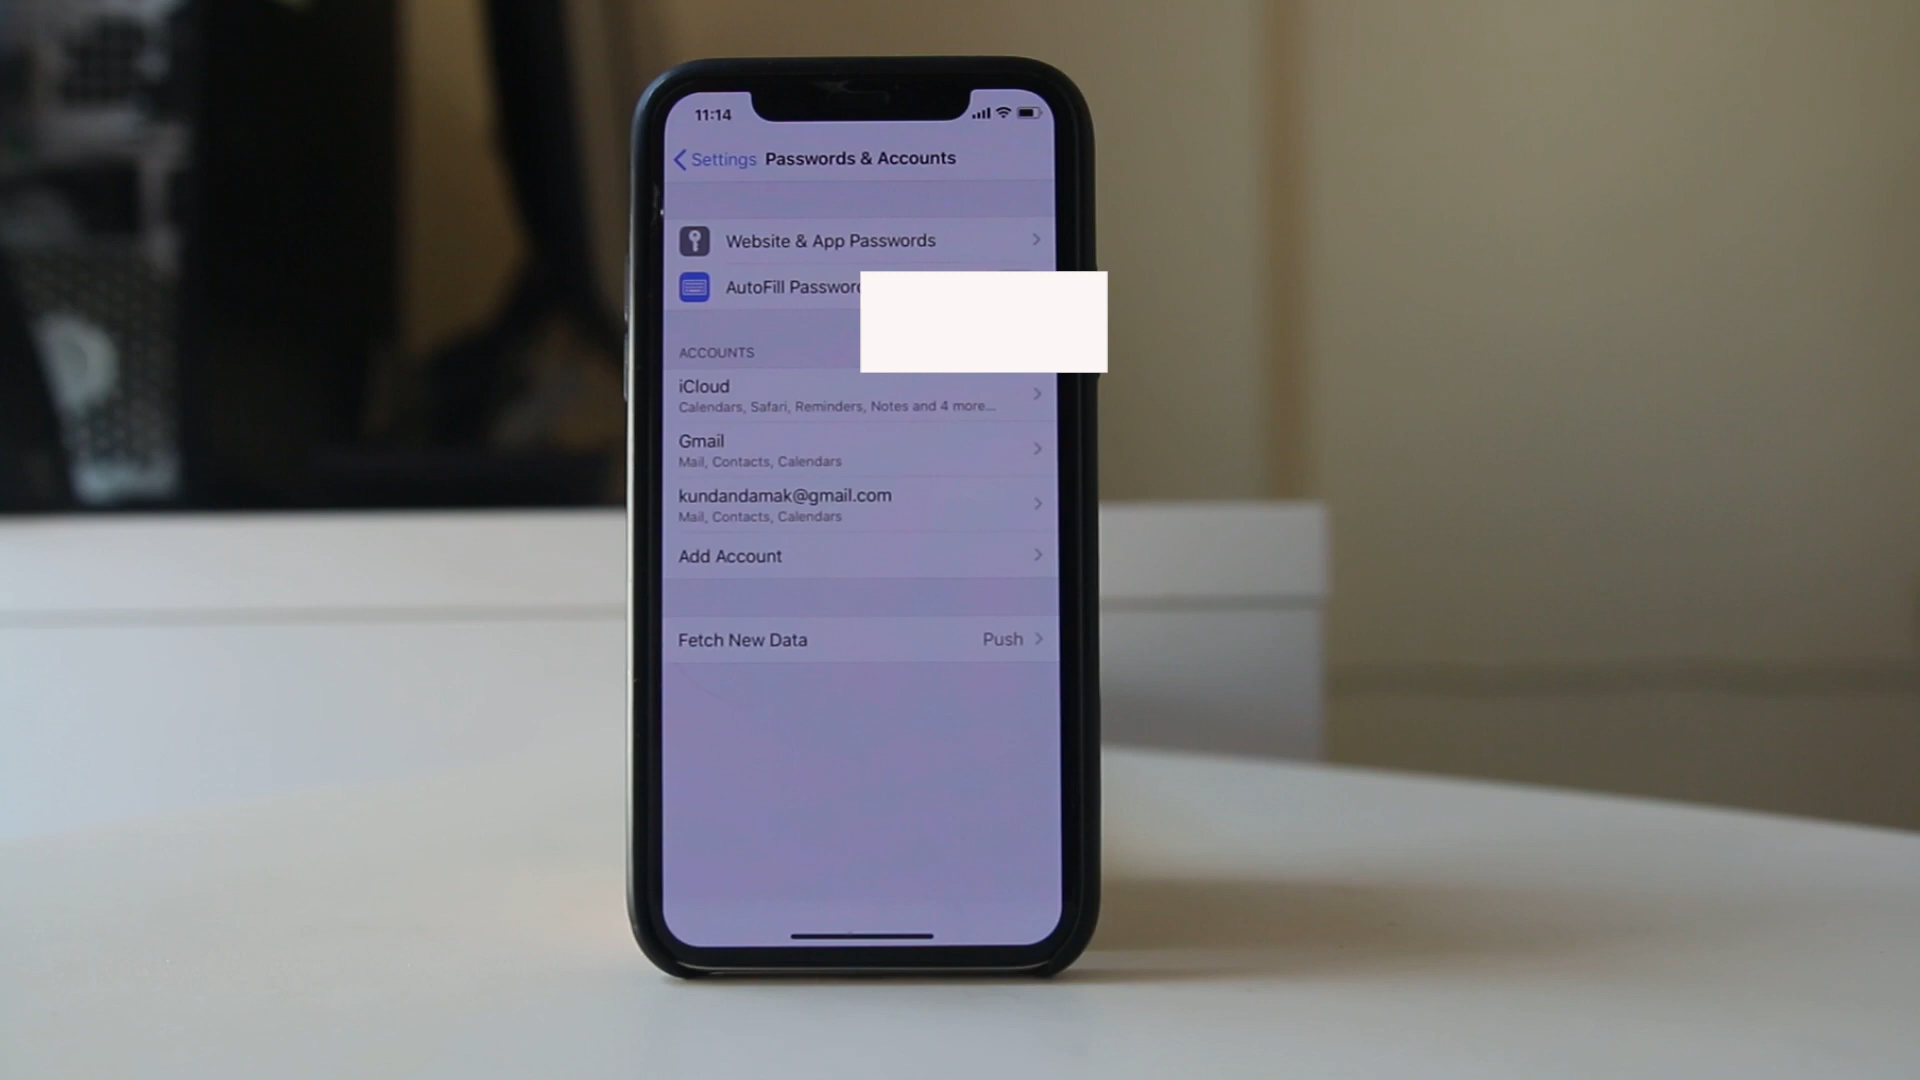 11:14
Settings Passwords & Accounts
Website & App Passwords
AutoFill
ACCOUNTS
iCloud
Calendars, Safari, Reminders, Notes and 4 more...
Gmail
Mail, Contacts, Calendars
kundandamak@gmail.com
Mail, Contacts, Calendars
Add Account
Fetch New Data Push